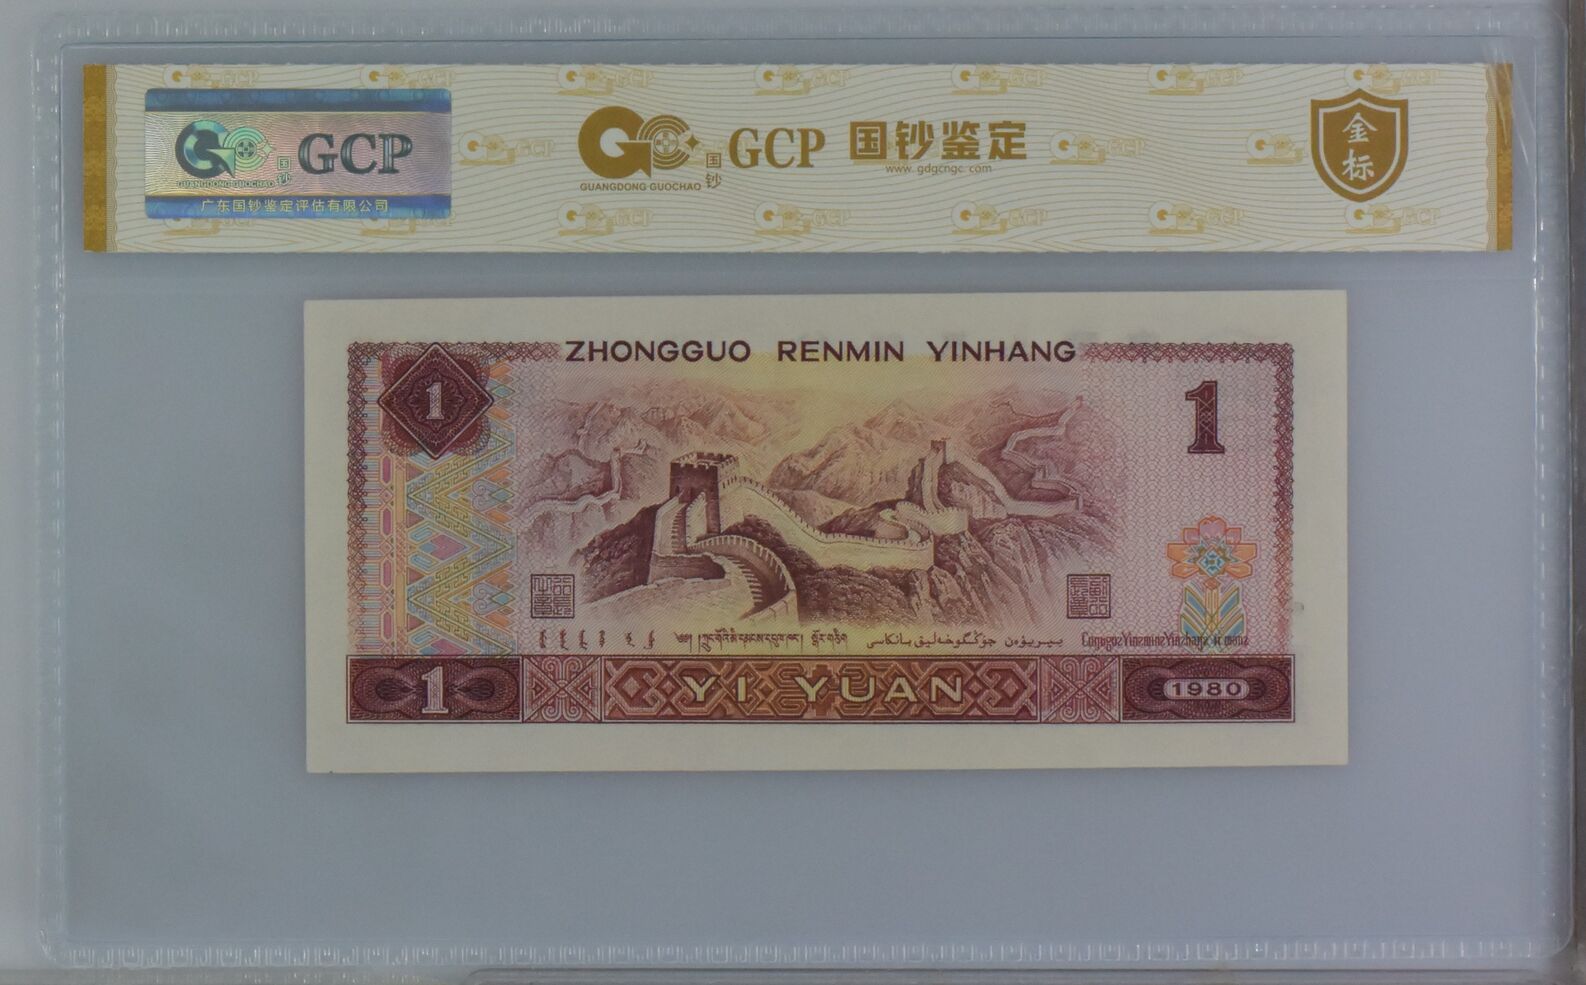 GCP
国钞
GUANGDONG GUOCHAO
广东国钞鉴定评估有限公司
国钞
GCP 国钞鉴定
GUANGDONG GUOCHAO
www.gdgcngc.com
金标
ZHONGGUO RENMIN YINHANG
1
1
1
YI YUAN
1980